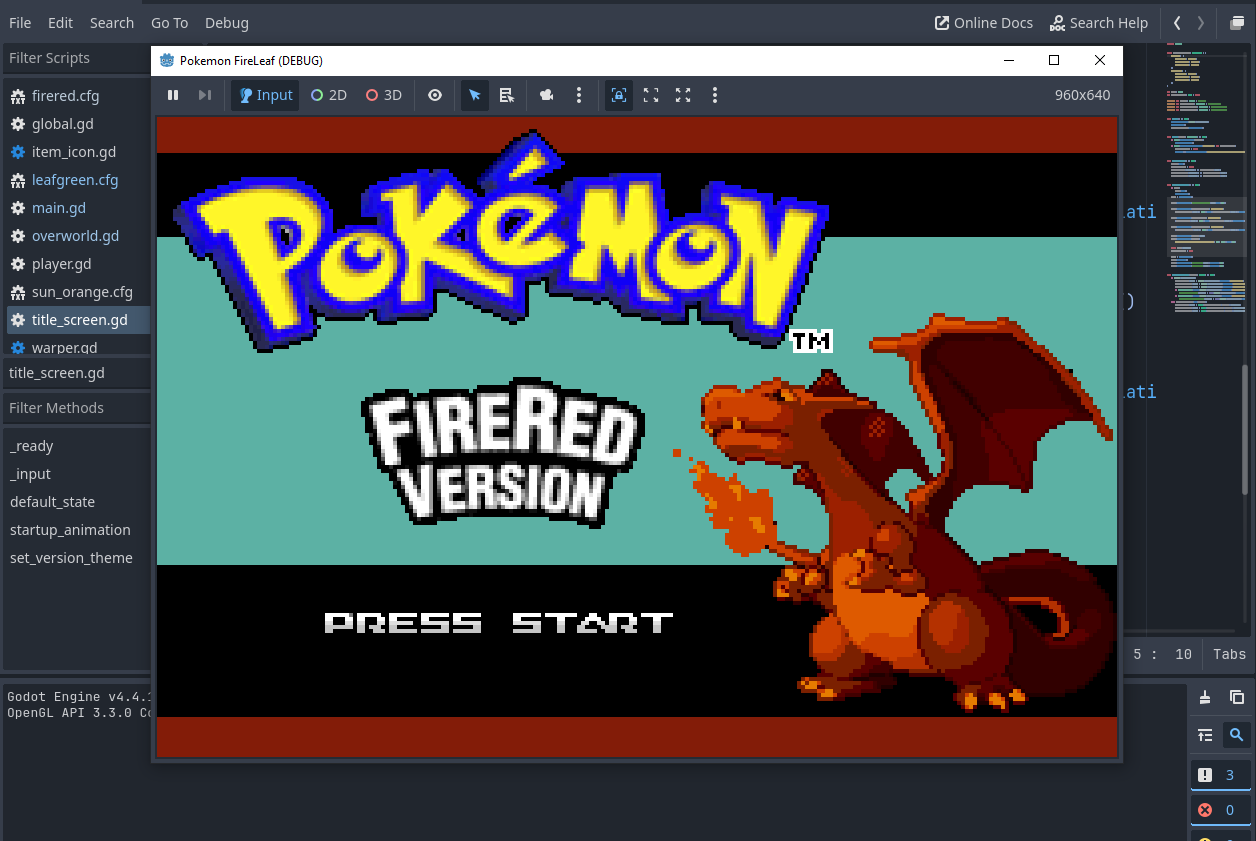 File Edit Search Go To Debug Online Docs Search Help
Filter Scripts
Pokemon FireLeaf (DEBUG)
Input 2D 3D 960x640
firered.cfg
global.gd
item_icon.gd
leafgreen.cfg
main.gd
overworld.gd
player.gd
sun_orange.cfg
title_screen.gd
warper.gd
title_screen.gd
Filter Methods
_ready
_input
default_state
startup_animation
set_version_theme
POKÉMON
TM
FIRERED
VERSION
PRESS START
ati
)
ati
5 : 10 Tabs
Godot Engine v4.4.1
OpenGL API 3.3.0 Co
3
0